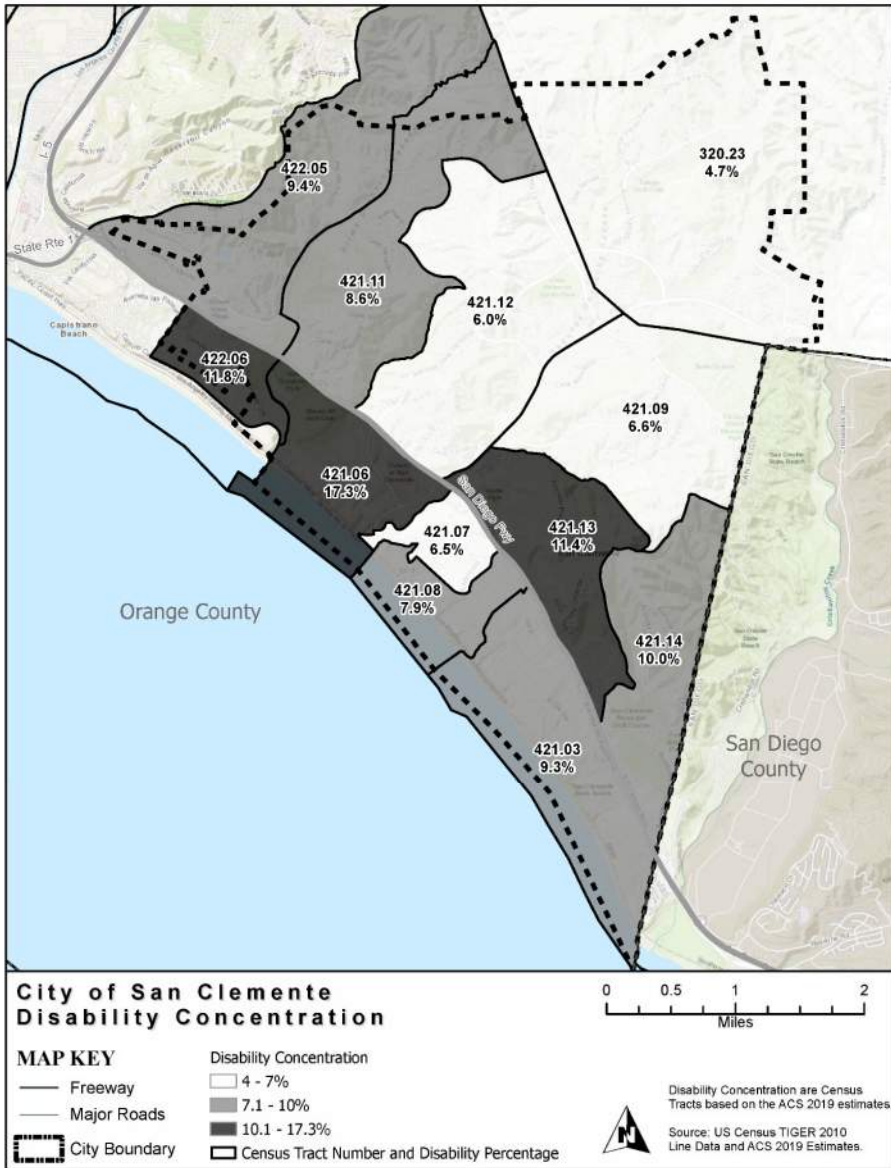 I-5
State Rte 1
Capistrano
Beach
422.05
9.4%
320.23
4.7%
421.11
8.6%
421.12
6.0%
422.06
11.8%
421.09
6.6%
421.06
17.3%
San Diego Fwy
421.07
6.5%
421.13
11.4%
421.08
7.9%
421.14
10.0%
Orange County
421.03
9.3%
San Diego
County
City of San Clemente
Disability Concentration
0 0.5 1 2
Miles
MAP KEY
Freeway
Major Roads
City Boundary
Disability Concentration
4 - 7%
7.1 - 10%
10.1 - 17.3%
Census Tract Number and Disability Percentage
N
Disability Concentration are Census
Tracts based on the ACS 2019 estimates
Source: US Census TIGER 2010
Line Data and ACS 2019 Estimates.